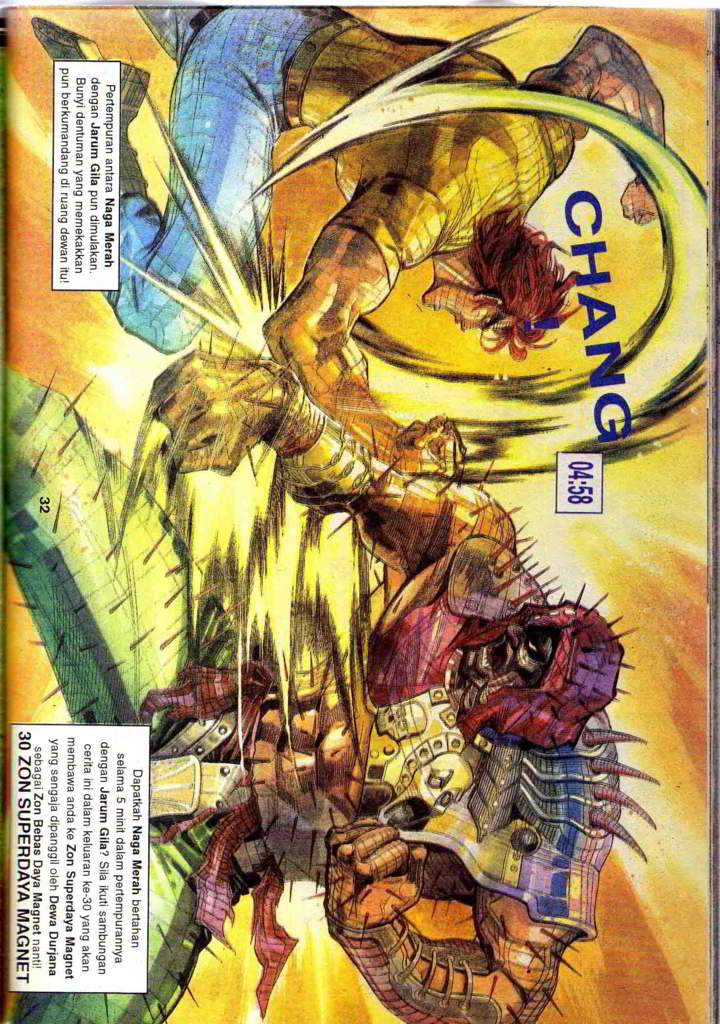 Pertempuran antara Naga Merah
dengan Jarum Gila pun dimulakan.
Bunyi dentuman yang memekakkan
pun berkumandang di ruang dewan itu!
CHANG
04:58
32
Dapatkah Naga Merah bertahan
selama 5 minit dalam pertempurannya
dengan Jarum Gila? Sila ikuti sambungan
cerita ini dalam keluaran ke-30 yang akan
membawa anda ke Zon Superdaya Magnet
yang sengaja dipanggil oleh Dewa Durjana
sebagai Zon Bebas Daya Magnet nanti!
30 ZON SUPERDAYA MAGNET